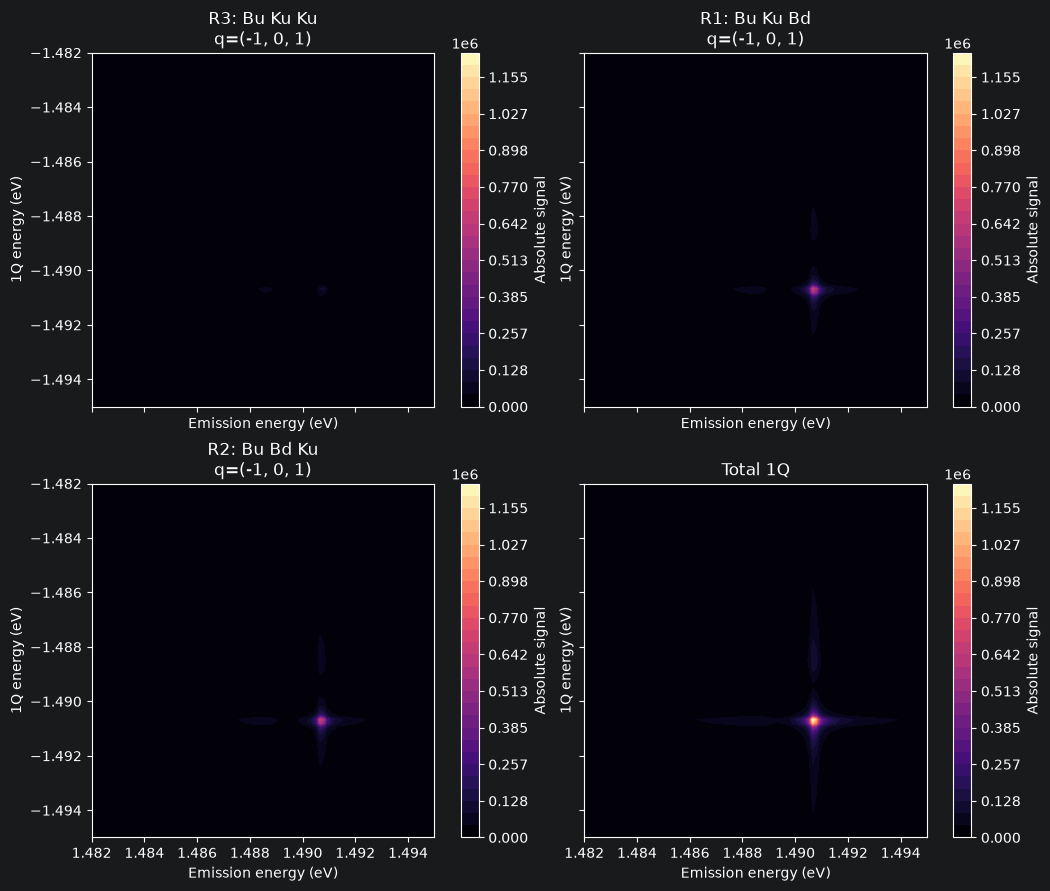 R3: Bu Ku Ku
q=(-1, 0, 1)
1e6
−1.482
−1.484
−1.486
−1.488
−1.490
−1.492
−1.494
1Q energy (eV)
Emission energy (eV)
1.155
1.027
0.898
0.770
0.642
0.513
0.385
0.257
0.128
0.000
Absolute signal
R1: Bu Ku Bd
q=(-1, 0, 1)
1e6
1Q energy (eV)
Emission energy (eV)
1.155
1.027
0.898
0.770
0.642
0.513
0.385
0.257
0.128
0.000
Absolute signal
R2: Bu Bd Ku
q=(-1, 0, 1)
1e6
−1.482
−1.484
−1.486
−1.488
−1.490
−1.492
−1.494
1Q energy (eV)
1.482 1.484 1.486 1.488 1.490 1.492 1.494
Emission energy (eV)
1.155
1.027
0.898
0.770
0.642
0.513
0.385
0.257
0.128
0.000
Absolute signal
Total 1Q
1e6
1Q energy (eV)
1.482 1.484 1.486 1.488 1.490 1.492 1.494
Emission energy (eV)
1.155
1.027
0.898
0.770
0.642
0.513
0.385
0.257
0.128
0.000
Absolute signal